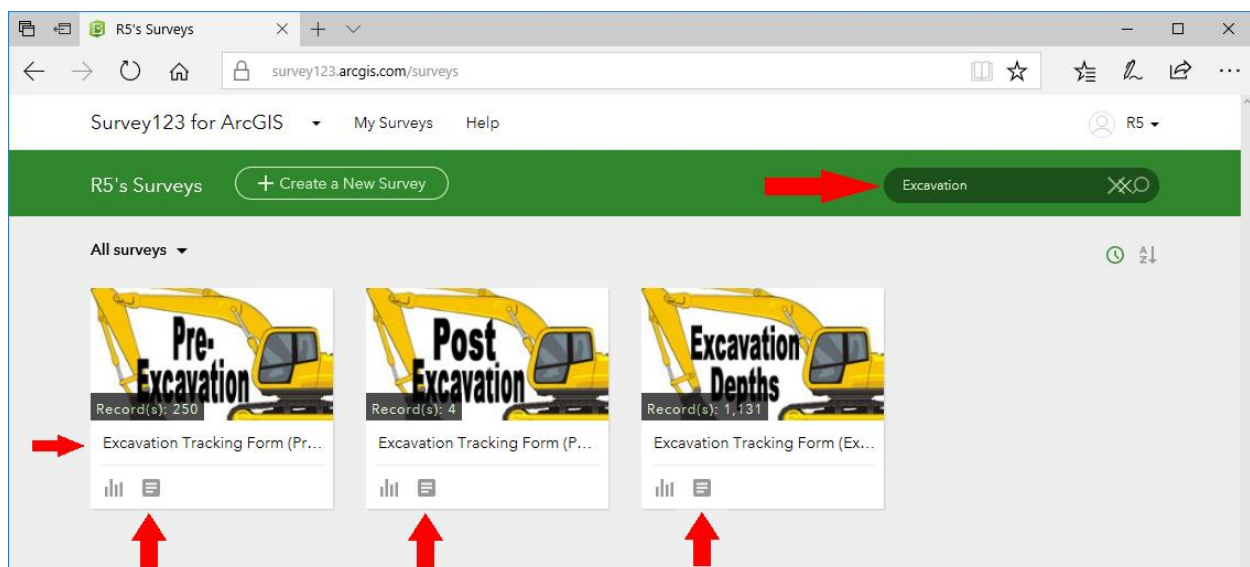 R5's Surveys
survey123.arcgis.com/surveys
Survey123 for ArcGIS My Surveys Help R5
R5's Surveys + Create a New Survey Excavation
All surveys
Pre-
Excavation
Record(s): 250
Excavation Tracking Form (Pr...
Post
Excavation
Record(s): 4
Excavation Tracking Form (P...
Excavation
Depths
Record(s): 1,131
Excavation Tracking Form (Ex...